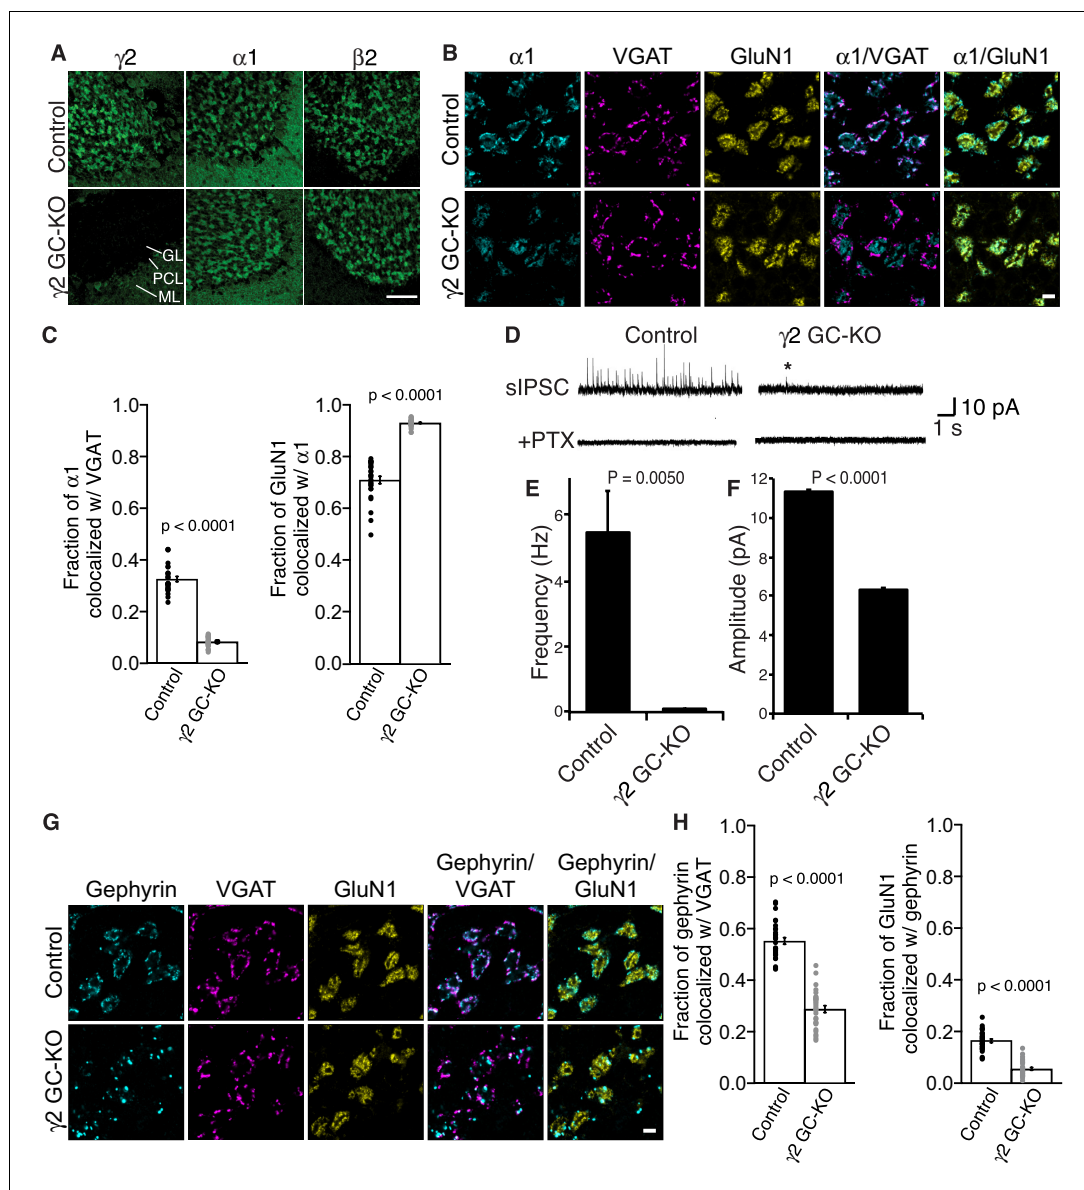 A
γ2
α1
β2
Control
γ2 GC-KO
GL
PCL
ML
B
α1
VGAT
GluN1
α1/VGAT
α1/GluN1
Control
γ2 GC-KO
C
Fraction of α1
colocalized w/ VGAT
1.0
0.8
0.6
0.4
0.2
0.0
p < 0.0001
Control
γ2 GC-KO
Fraction of GluN1
colocalized w/ α1
1.0
0.8
0.6
0.4
0.2
0.0
p < 0.0001
Control
γ2 GC-KO
D
Control
γ2 GC-KO
sIPSC
*
+PTX
10 pA
1 s
E
P = 0.0050
Frequency (Hz)
6
4
2
0
Control
γ2 GC-KO
F
P < 0.0001
Amplitude (pA)
12
10
8
6
4
2
0
Control
γ2 GC-KO
G
Gephyrin
VGAT
GluN1
Gephyrin/
VGAT
Gephyrin/
GluN1
Control
γ2 GC-KO
H
Fraction of gephyrin
colocalized w/ VGAT
1.0
0.8
0.6
0.4
0.2
0.0
p < 0.0001
Control
γ2 GC-KO
Fraction of GluN1
colocalized w/ gephyrin
1.0
0.8
0.6
0.4
0.2
0.0
p < 0.0001
Control
γ2 GC-KO